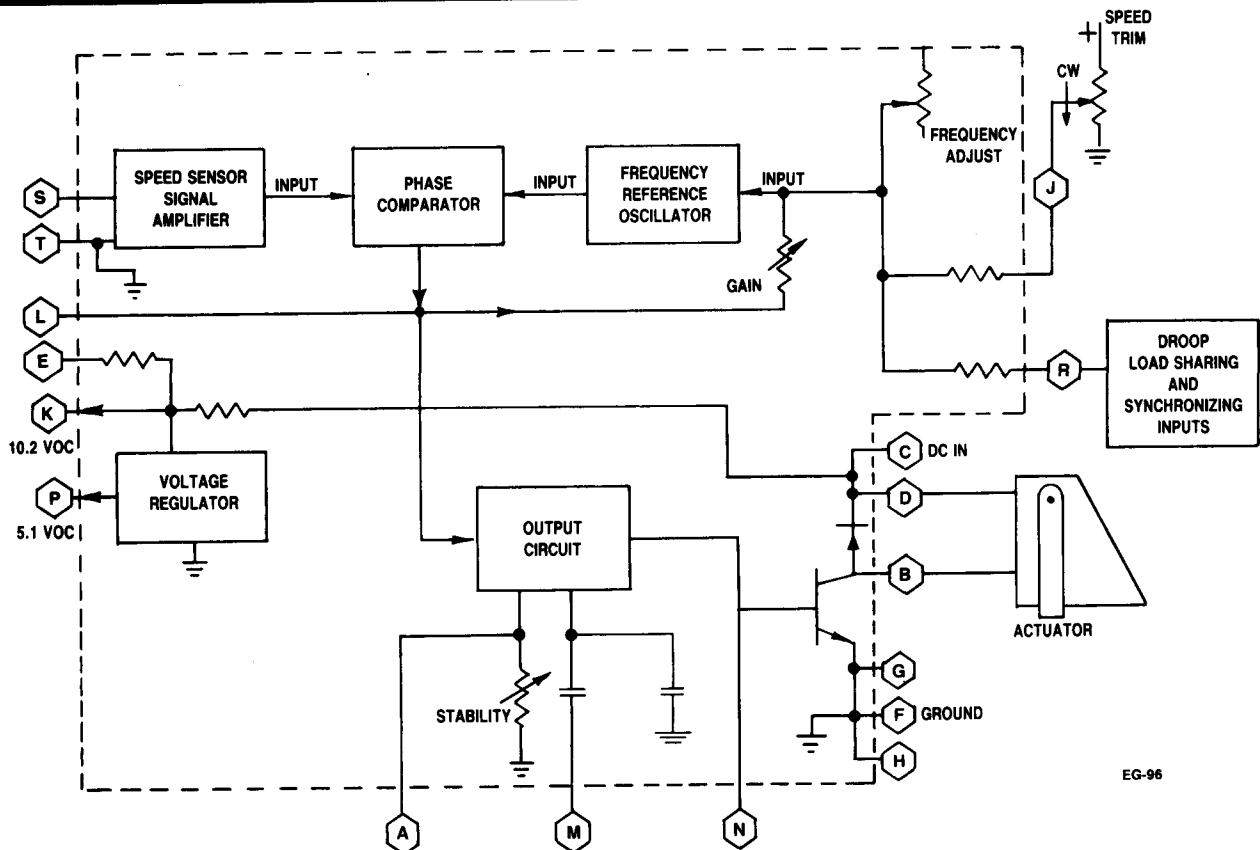 SPEED
TRIM
+
CW
FREQUENCY
ADJUST
SPEED SENSOR
SIGNAL
AMPLIFIER
INPUT
PHASE
COMPARATOR
INPUT
FREQUENCY
REFERENCE
OSCILLATOR
INPUT
S
T
J
GAIN
L
E
R
DROOP
LOAD SHARING
AND
SYNCHRONIZING
INPUTS
K
10.2 VOC
C DC IN
VOLTAGE
REGULATOR
P
5.1 VOC
D
OUTPUT
CIRCUIT
B
ACTUATOR
G
STABILITY
F GROUND
H
EG-96
A
M
N